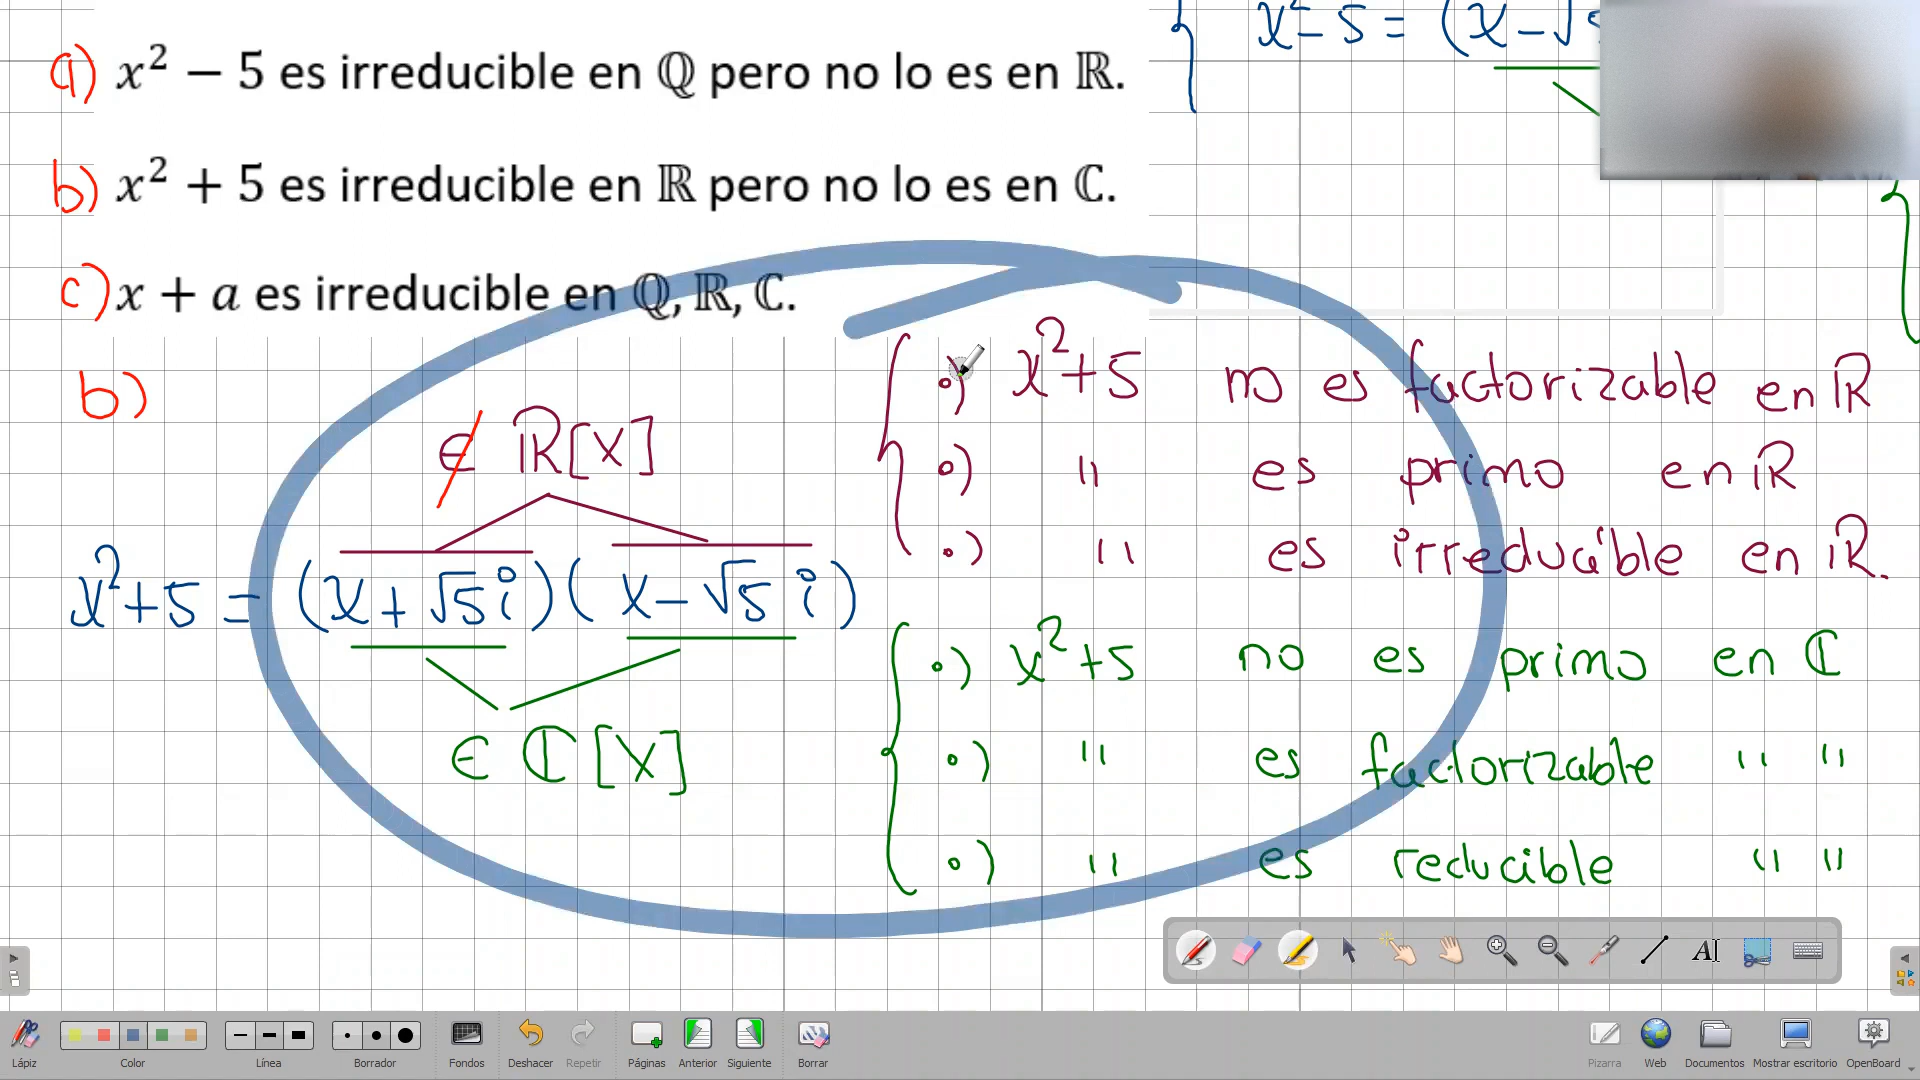 a) x² − 5 es irreducible en ℚ pero no lo es en ℝ.
b) x² + 5 es irreducible en ℝ pero no lo es en ℂ.
c) x + a es irreducible en ℚ, ℝ, ℂ.
x² − 5 = (x − √5
b)
∉ ℝ[X]
x² + 5 = (x + √5 i)(x − √5 i)
∈ ℂ[X]
∘) x² + 5 no es factorizable en ℝ
∘) " es primo en ℝ
∘) " es irreducible en ℝ.
∘) x² + 5 no es primo en ℂ
∘) " es factorizable " "
∘) " es reducible " "
AI
Lápiz Color Línea Borrador Fondos Deshacer Repetir Páginas Anterior Siguiente Borrar Pizarra Web Documentos Mostrar escritorio OpenBoard